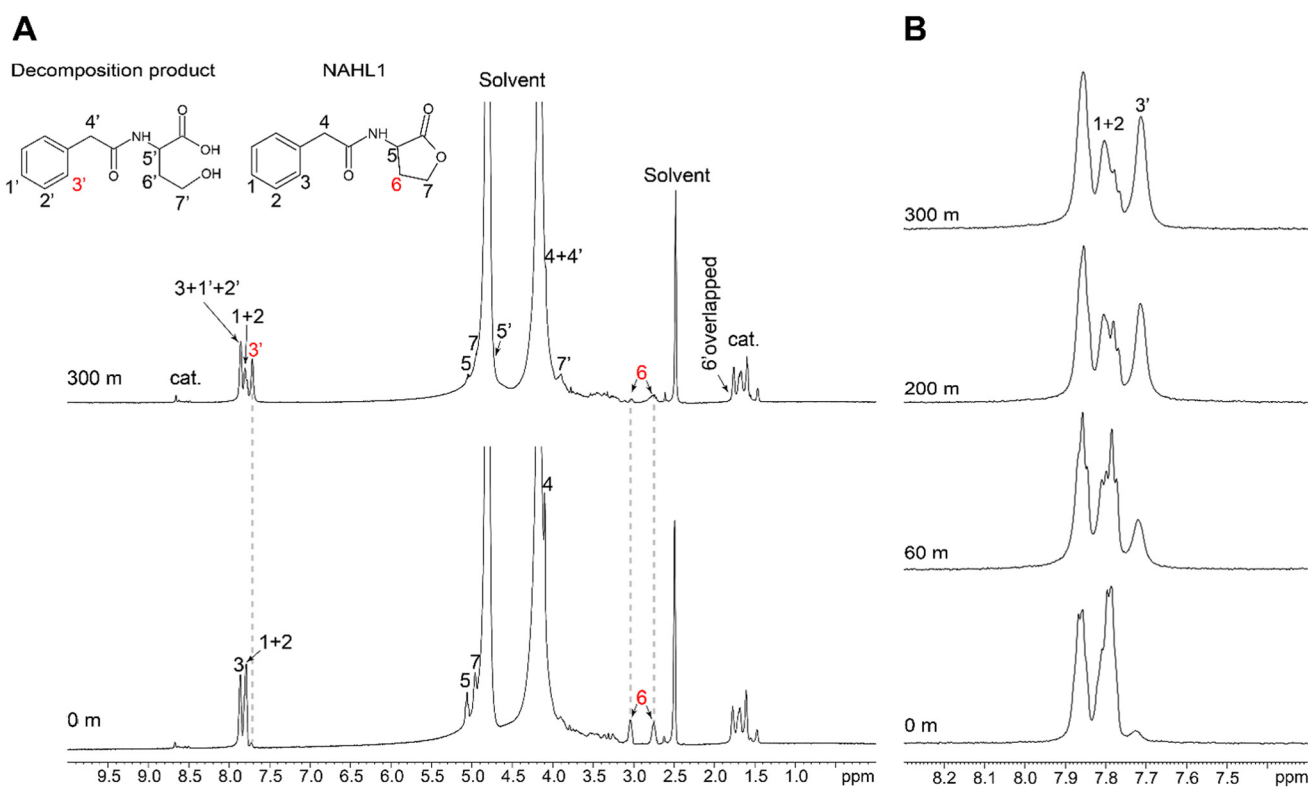 A
Decomposition product
NAHL1
Solvent
4'
NH
O
5'
OH
O
1'
2'
3'
6'
7'
OH
4
NH
O
5
O
O
1
2
3
6
7
Solvent
4+4'
3+1'+2'
1+2
3'
7
5
5'
7'
6
6'overlapped
cat.
300 m
cat.
4
3
1+2
7
5
6
0 m
9.5 9.0 8.5 8.0 7.5 7.0 6.5 6.0 5.5 5.0 4.5 4.0 3.5 3.0 2.5 2.0 1.5 1.0 ppm
B
1+2
3'
300 m
200 m
60 m
0 m
8.2 8.1 8.0 7.9 7.8 7.7 7.6 7.5 ppm